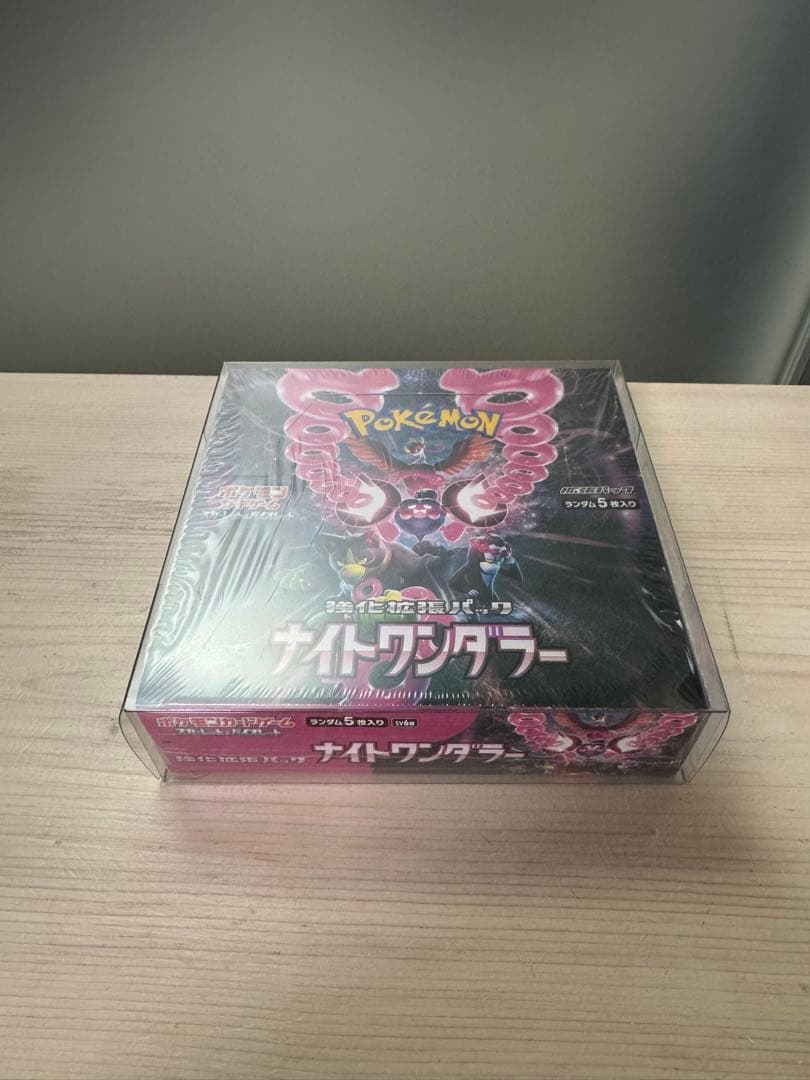 POKéMON
ポケモン
カードゲーム
スカーレット&バイオレット
拡張パック
ランダム5枚入り
強化拡張パック
ナイトワンダラー
ポケモンカードゲーム
スカーレット&バイオレット
ランダム5枚入り
SV6a
強化拡張パック
ナイトワンダラー